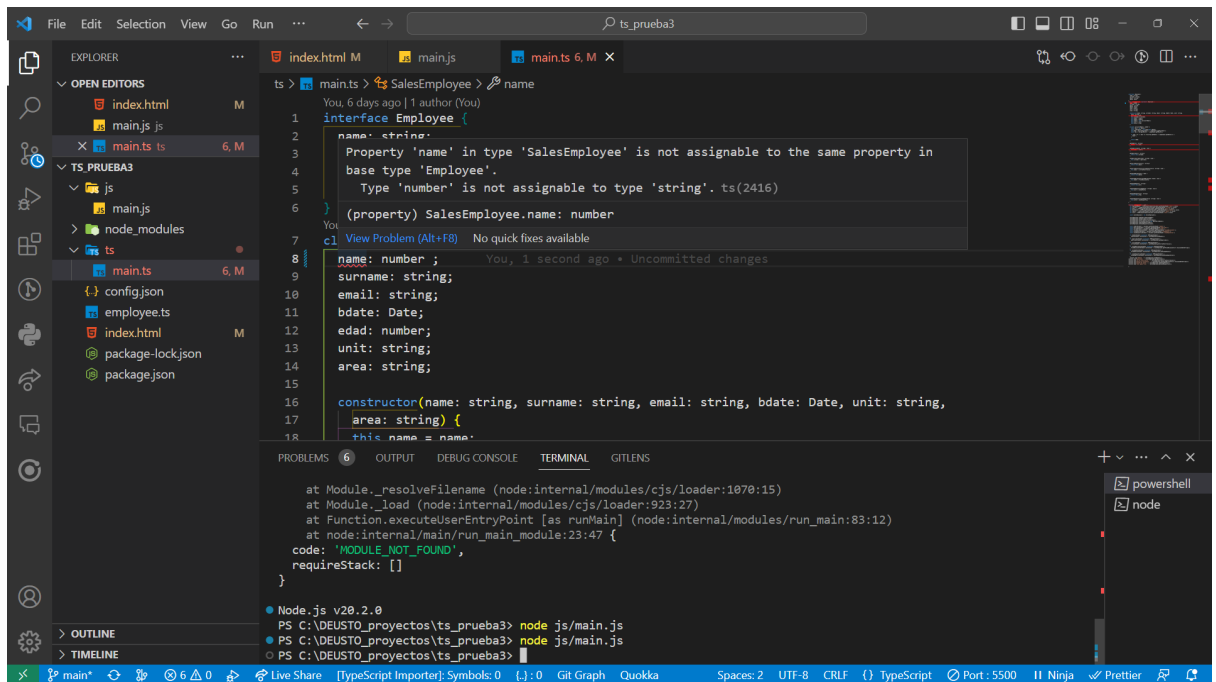 File Edit Selection View Go Run ··· ts_prueba3
EXPLORER
OPEN EDITORS
index.html M
main.js js
main.ts ts 6, M
TS_PRUEBA3
js
main.js
node_modules
ts
main.ts 6, M
config.json
employee.ts
index.html M
package-lock.json
package.json
OUTLINE
TIMELINE
index.html M main.js main.ts 6, M
ts > main.ts > SalesEmployee > name
You, 6 days ago | 1 author (You)
1 interface Employee {
2 name: string;
3
4
5
6 }
You
7 cl
Property 'name' in type 'SalesEmployee' is not assignable to the same property in
base type 'Employee'.
Type 'number' is not assignable to type 'string'. ts(2416)
(property) SalesEmployee.name: number
View Problem (Alt+F8) No quick fixes available
8 name: number ; You, 1 second ago • Uncommitted changes
9 surname: string;
10 email: string;
11 bdate: Date;
12 edad: number;
13 unit: string;
14 area: string;
15
16 constructor(name: string, surname: string, email: string, bdate: Date, unit: string,
17 area: string) {
18 this.name = name;
PROBLEMS 6 OUTPUT DEBUG CONSOLE TERMINAL GITLENS
at Module._resolveFilename (node:internal/modules/cjs/loader:1070:15)
at Module._load (node:internal/modules/cjs/loader:923:27)
at Function.executeUserEntryPoint [as runMain] (node:internal/modules/run_main:83:12)
at node:internal/main/run_main_module:23:47 {
code: 'MODULE_NOT_FOUND',
requireStack: []
}
Node.js v20.2.0
PS C:\DEUSTO_proyectos\ts_prueba3> node js/main.js
PS C:\DEUSTO_proyectos\ts_prueba3> node js/main.js
PS C:\DEUSTO_proyectos\ts_prueba3>
powershell
node
main* 6 0 Live Share [TypeScript Importer]: Symbols: 0 {..} : 0 Git Graph Quokka Spaces: 2 UTF-8 CRLF {} TypeScript Port : 5500 Ninja Prettier